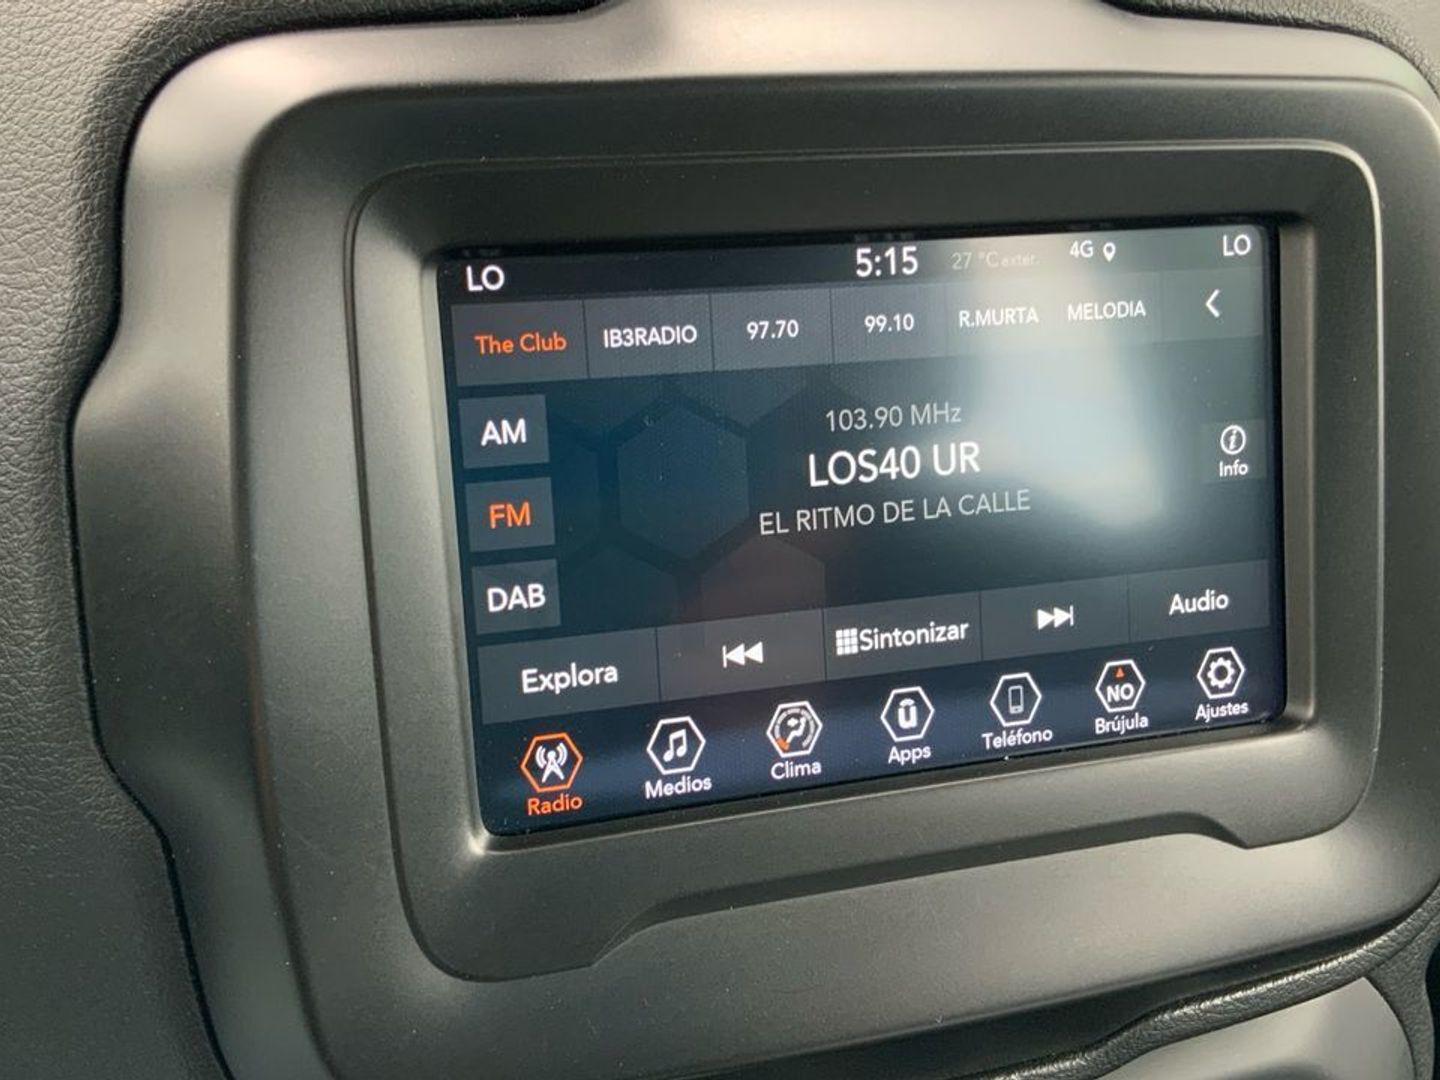 LO 5:15 27 °C exter. 4G LO
The Club IB3RADIO 97.70 99.10 R.MURTA MELODIA
AM
103.90 MHz
LOS40 UR
Info
FM
EL RITMO DE LA CALLE
DAB
Explora Sintonizar Audio
Radio Medios Clima Apps Teléfono NO Brújula Ajustes